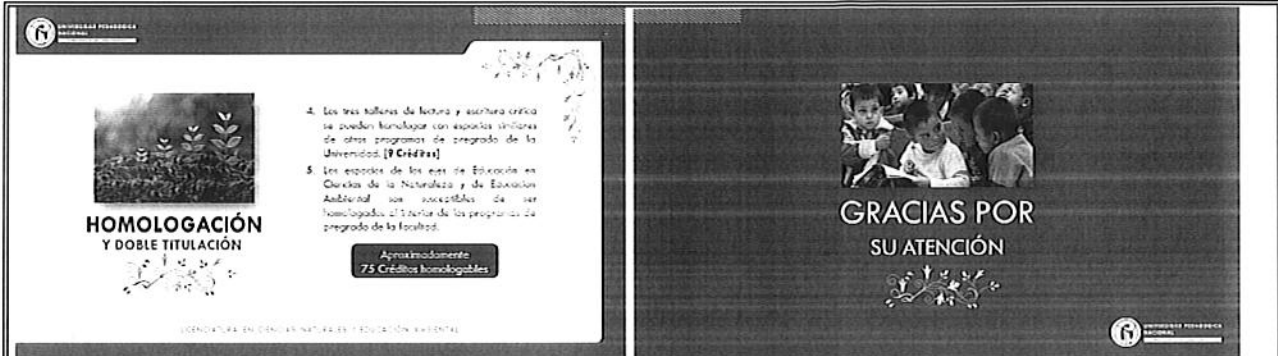 UNIVERSIDAD PEDAGOGICA
NACIONAL
HOMOLOGACIÓN
Y DOBLE TITULACIÓN
4. Los tres talleres de lectura y escritura crítica
se pueden homologar con espacios similares
de otros programas de pregrado de la
Universidad. [9 Créditos]
5. Los espacios de los ejes de Educación en
Ciencias de la Naturaleza y de Educación
Ambiental son susceptibles de ser
homologados al interior de los programas de
pregrado de la facultad.
Aproximadamente
75 Créditos homologables
LICENCIATURA EN CIENCIAS NATURALES Y EDUCACIÓN AMBIENTAL
GRACIAS POR
SU ATENCIÓN
UNIVERSIDAD PEDAGOGICA
NACIONAL